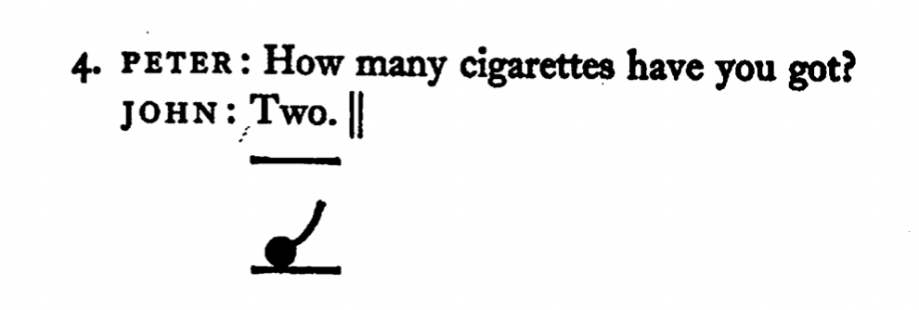 4. PETER: How many cigarettes have you got?
JOHN: Two. ||